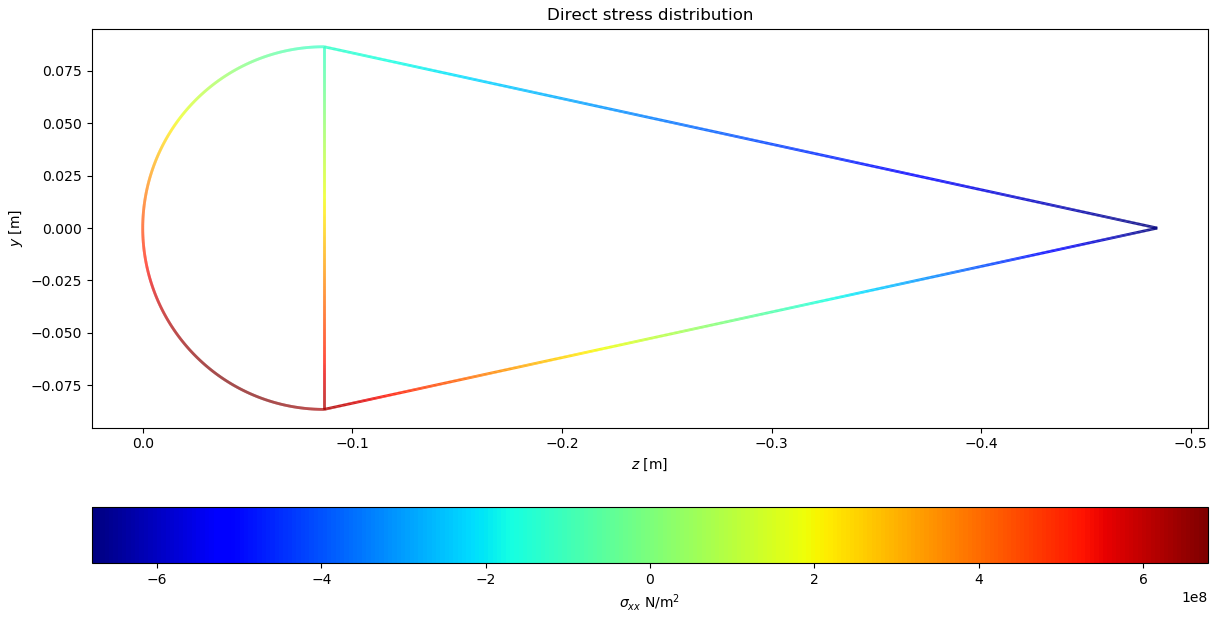 Direct stress distribution
0.075
0.050
0.025
0.000
−0.025
−0.050
−0.075
y [m]
0.0 −0.1 −0.2 −0.3 −0.4 −0.5
z [m]
−6 −4 −2 0 2 4 6
1e8
σxx N/m²